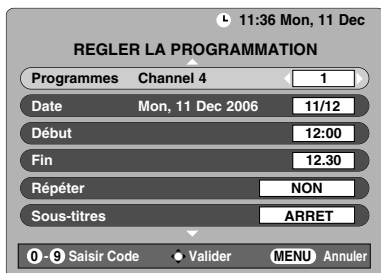 11:36 Mon, 11 Dec
REGLER LA PROGRAMMATION
Programmes Channel 4 1
Date Mon, 11 Dec 2006 11/12
Début 12:00
Fin 12.30
Répéter NON
Sous-titres ARRET
0-9 Saisir Code Valider MENU Annuler